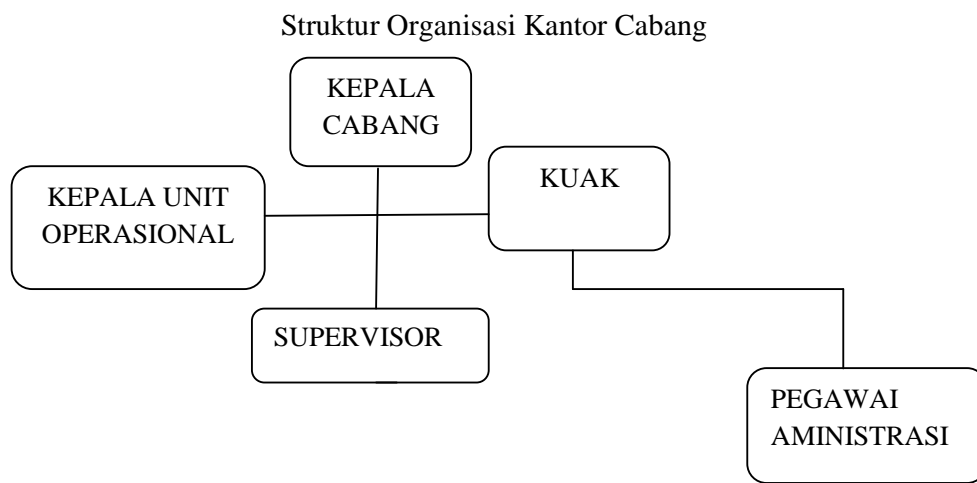 Struktur Organisasi Kantor Cabang
KEPALA
CABANG
KEPALA UNIT
OPERASIONAL
KUAK
SUPERVISOR
PEGAWAI
AMINISTRASI